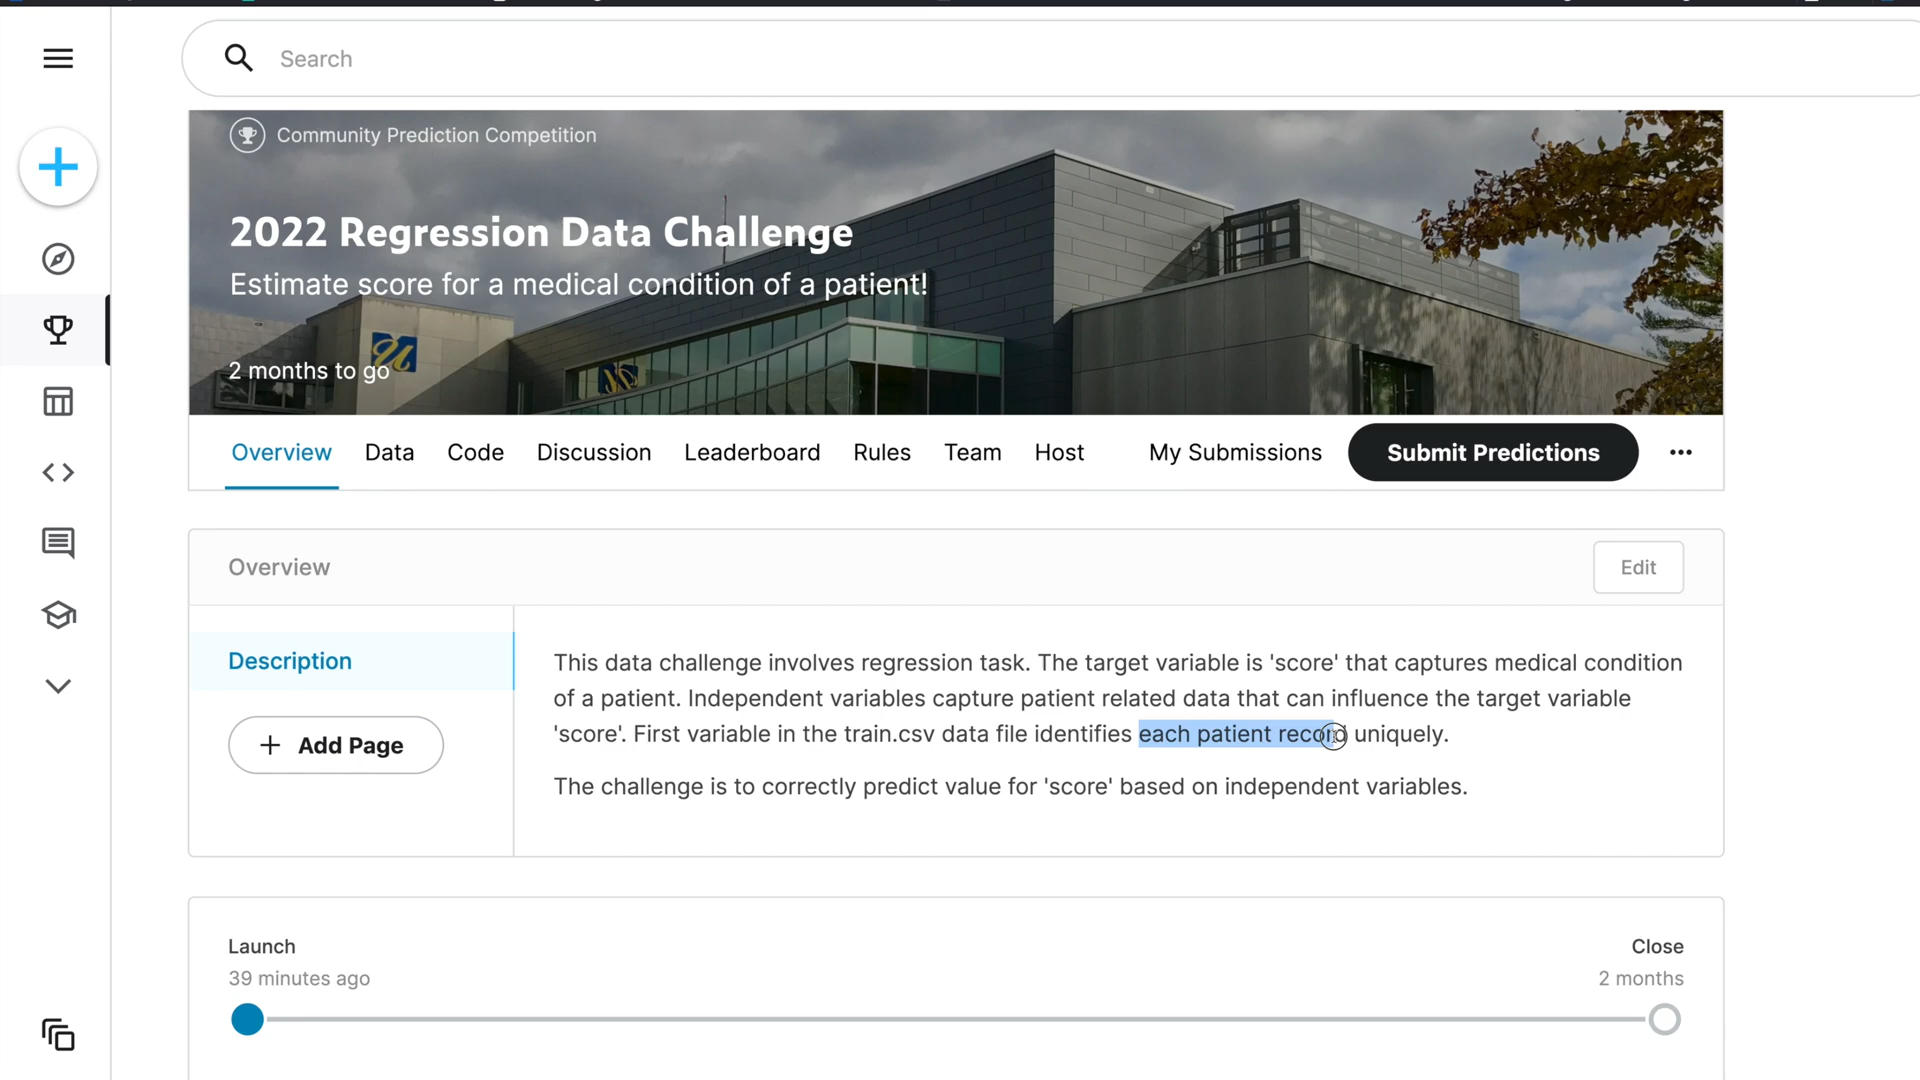 Search
Community Prediction Competition
2022 Regression Data Challenge
Estimate score for a medical condition of a patient!
2 months to go
Overview Data Code Discussion Leaderboard Rules Team Host My Submissions Submit Predictions
Overview
Edit
Description
Add Page
This data challenge involves regression task. The target variable is 'score' that captures medical condition
of a patient. Independent variables capture patient related data that can influence the target variable
'score'. First variable in the train.csv data file identifies each patient record uniquely.
The challenge is to correctly predict value for 'score' based on independent variables.
Launch
39 minutes ago
Close
2 months